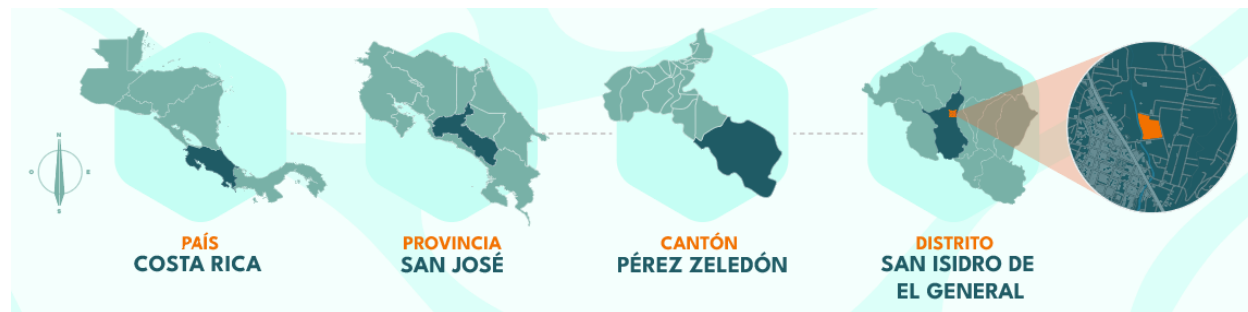 N
O
E
S
PAÍS
COSTA RICA
PROVINCIA
SAN JOSÉ
CANTÓN
PÉREZ ZELEDÓN
DISTRITO
SAN ISIDRO DE
EL GENERAL